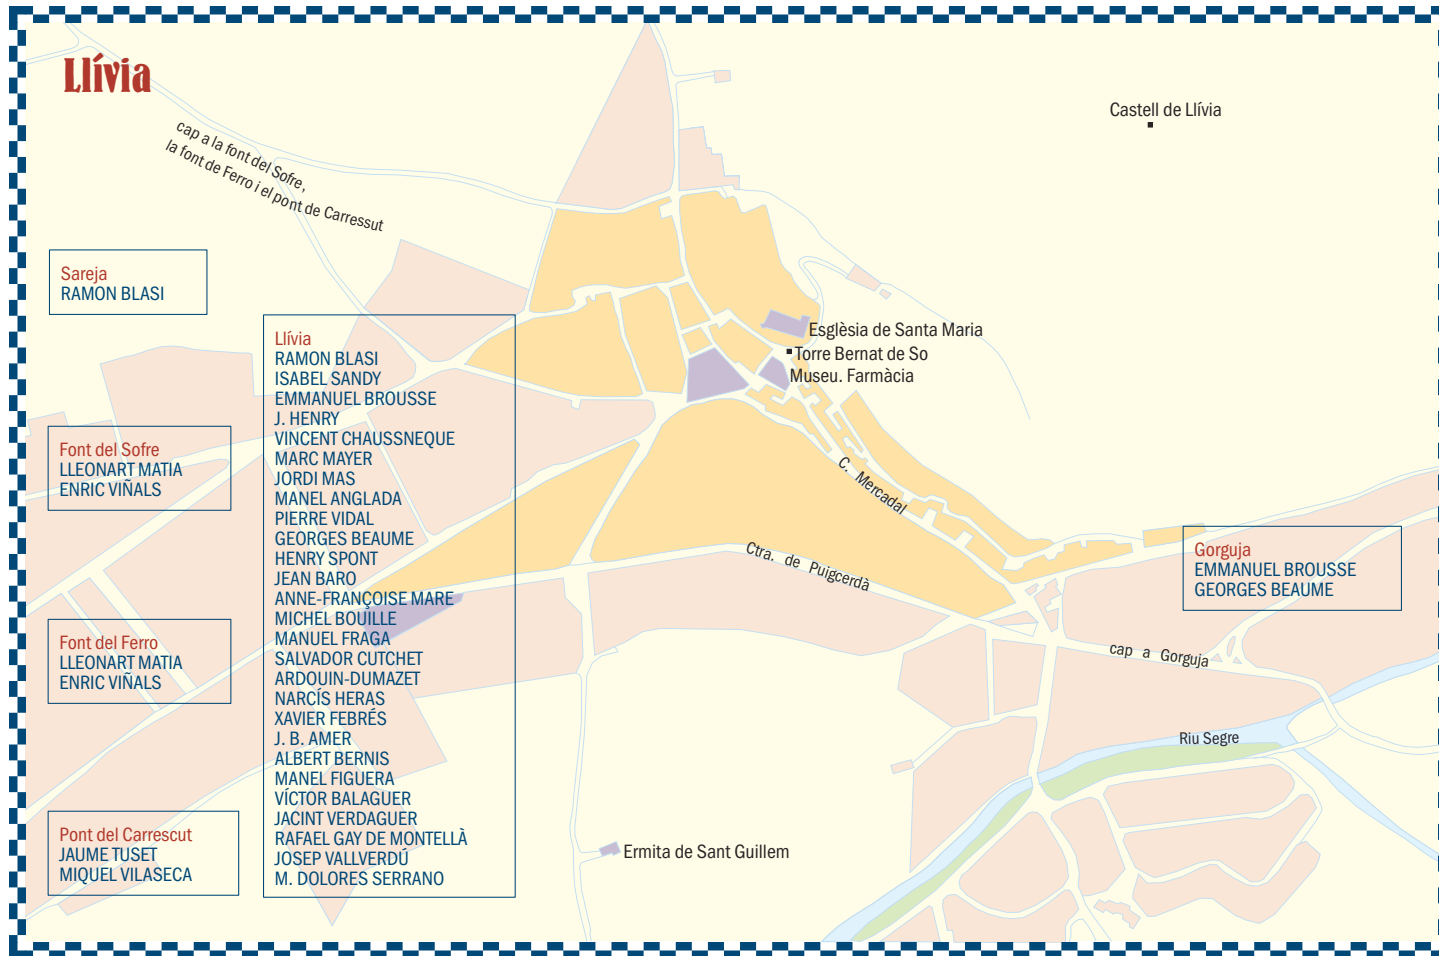 Llívia
cap a la font del Sofre,
la font de Ferro i el pont de Carressut
Castell de Llívia
Sareja
RAMON BLASI
Llívia
RAMON BLASI
ISABEL SANDY
EMMANUEL BROUSSE
J. HENRY
VINCENT CHAUSSNEQUE
MARC MAYER
JORDI MAS
MANEL ANGLADA
PIERRE VIDAL
GEORGES BEAUME
HENRY SPONT
JEAN BARO
ANNE-FRANÇOISE MARE
MICHEL BOUILLE
MANUEL FRAGA
SALVADOR CUTCHET
ARDOUIN-DUMAZET
NARCÍS HERAS
XAVIER FEBRÉS
J. B. AMER
ALBERT BERNIS
MANEL FIGUERA
VÍCTOR BALAGUER
JACINT VERDAGUER
RAFAEL GAY DE MONTELLÀ
JOSEP VALLVERDÚ
M. DOLORES SERRANO
Esglèsia de Santa Maria
Torre Bernat de So
Museu. Farmàcia
Font del Sofre
LLEONART MATIA
ENRIC VIÑALS
C. Mercadal
Ctra. de Puigcerdà
Gorguja
EMMANUEL BROUSSE
GEORGES BEAUME
Font del Ferro
LLEONART MATIA
ENRIC VIÑALS
cap a Gorguja
Riu Segre
Pont del Carrescut
JAUME TUSET
MIQUEL VILASECA
Ermita de Sant Guillem